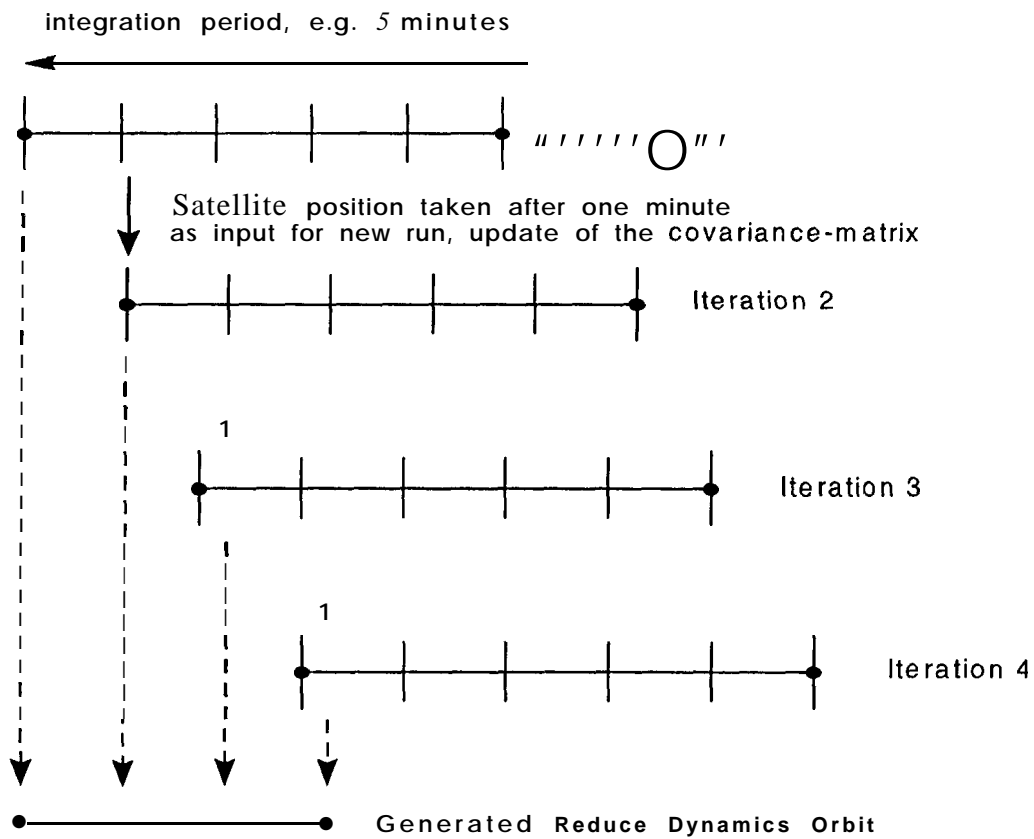 integration period, e.g. 5 minutes
Satellite position taken after one minute
as input for new run, update of the covariance-matrix
Iteration 2
1
Iteration 3
1
Iteration 4
Generated Reduce Dynamics Orbit